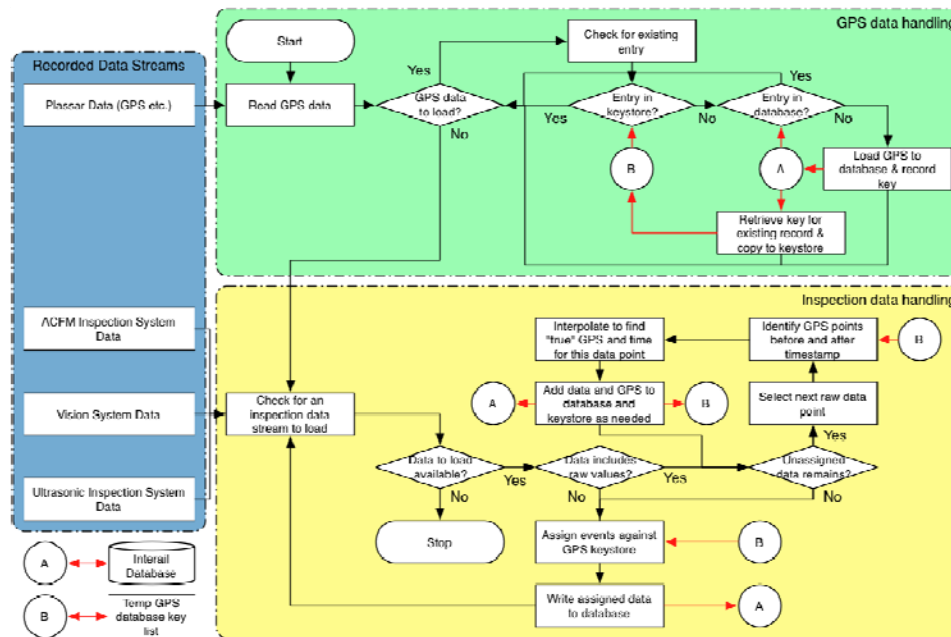 GPS data handling
Start
Check for existing
entry
Recorded Data Streams
Yes
Yes
Plassar Data (GPS etc.)
Read GPS data
GPS data
to load?
Entry in
keystore?
Entry in
database?
Yes
No
No
No
B
A
Load GPS to
database & record
key
Retrieve key for
existing record &
copy to keystore
Inspection data handling
ACFM Inspection System
Data
Interpolate to find
"true" GPS and time
for this data point
Identify GPS points
before and after
timestamp
B
Vision System Data
Check for an
inspection data
stream to load
A
Add data and GPS to
database and
keystore as needed
B
Select next raw data
point
Yes
Data to load
available?
Data includes
raw values?
Unassigned
data remains?
Yes
Yes
Ultrasonic Inspection System
Data
No
No
No
Stop
Assign events against
GPS keystore
B
A
Interail
Database
B
Temp GPS
database key
list
Write assigned data
to database
A